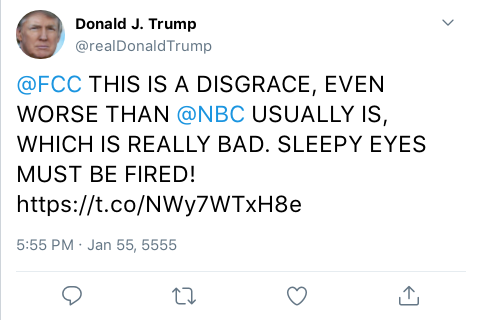 Donald J. Trump
@realDonaldTrump
@FCC THIS IS A DISGRACE, EVEN
WORSE THAN @NBC USUALLY IS,
WHICH IS REALLY BAD. SLEEPY EYES
MUST BE FIRED!
https://t.co/NWy7WTxH8e
5:55 PM · Jan 55, 5555